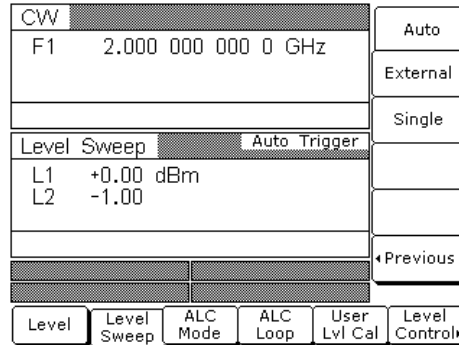 CW
F1 2.000 000 000 0 GHz
Level Sweep Auto Trigger
L1 +0.00 dBm
L2 -1.00
Auto
External
Single
◂Previous
Level
Level Sweep
ALC Mode
ALC Loop
User Lvl Cal
Level Control▸